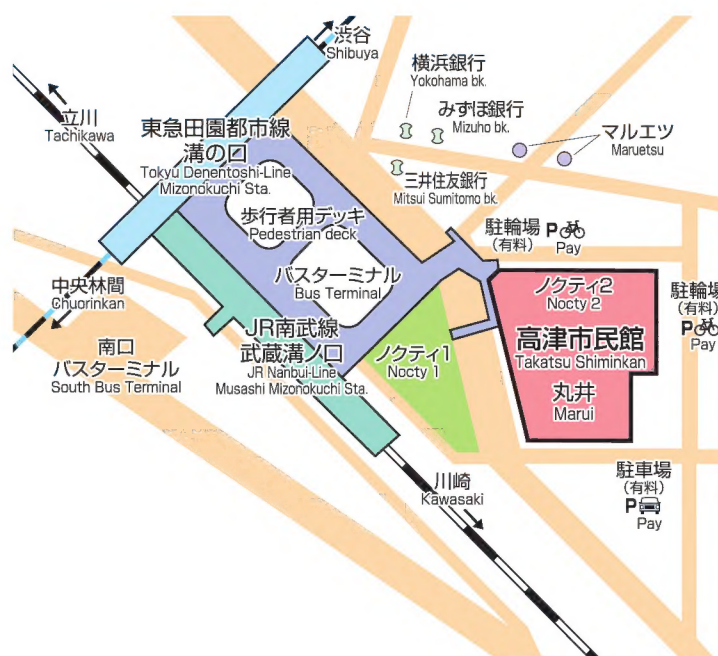 渋谷
Shibuya
横浜銀行
Yokohama bk.
みずほ銀行
Mizuho bk.
立川
Tachikawa
東急田園都市線
溝の口
Tokyu Denentoshi-Line
Mizonokuchi Sta.
マルエツ
Maruetsu
三井住友銀行
Mitsui Sumitomo bk.
歩行者用デッキ
Pedestrian deck
駐輪場
(有料)
P
Pay
バスターミナル
Bus Terminal
中央林間
Chuorinkan
ノクティ2
Nocty 2
駐輪場
(有料)
P
Pay
高津市民館
Takatsu Shiminkan
丸井
Marui
JR南武線
武蔵溝ノ口
JR Nanbu-Line
Musashi Mizonokuchi Sta.
ノクティ1
Nocty 1
南口
バスターミナル
South Bus Terminal
川崎
Kawasaki
駐車場
(有料)
P
Pay